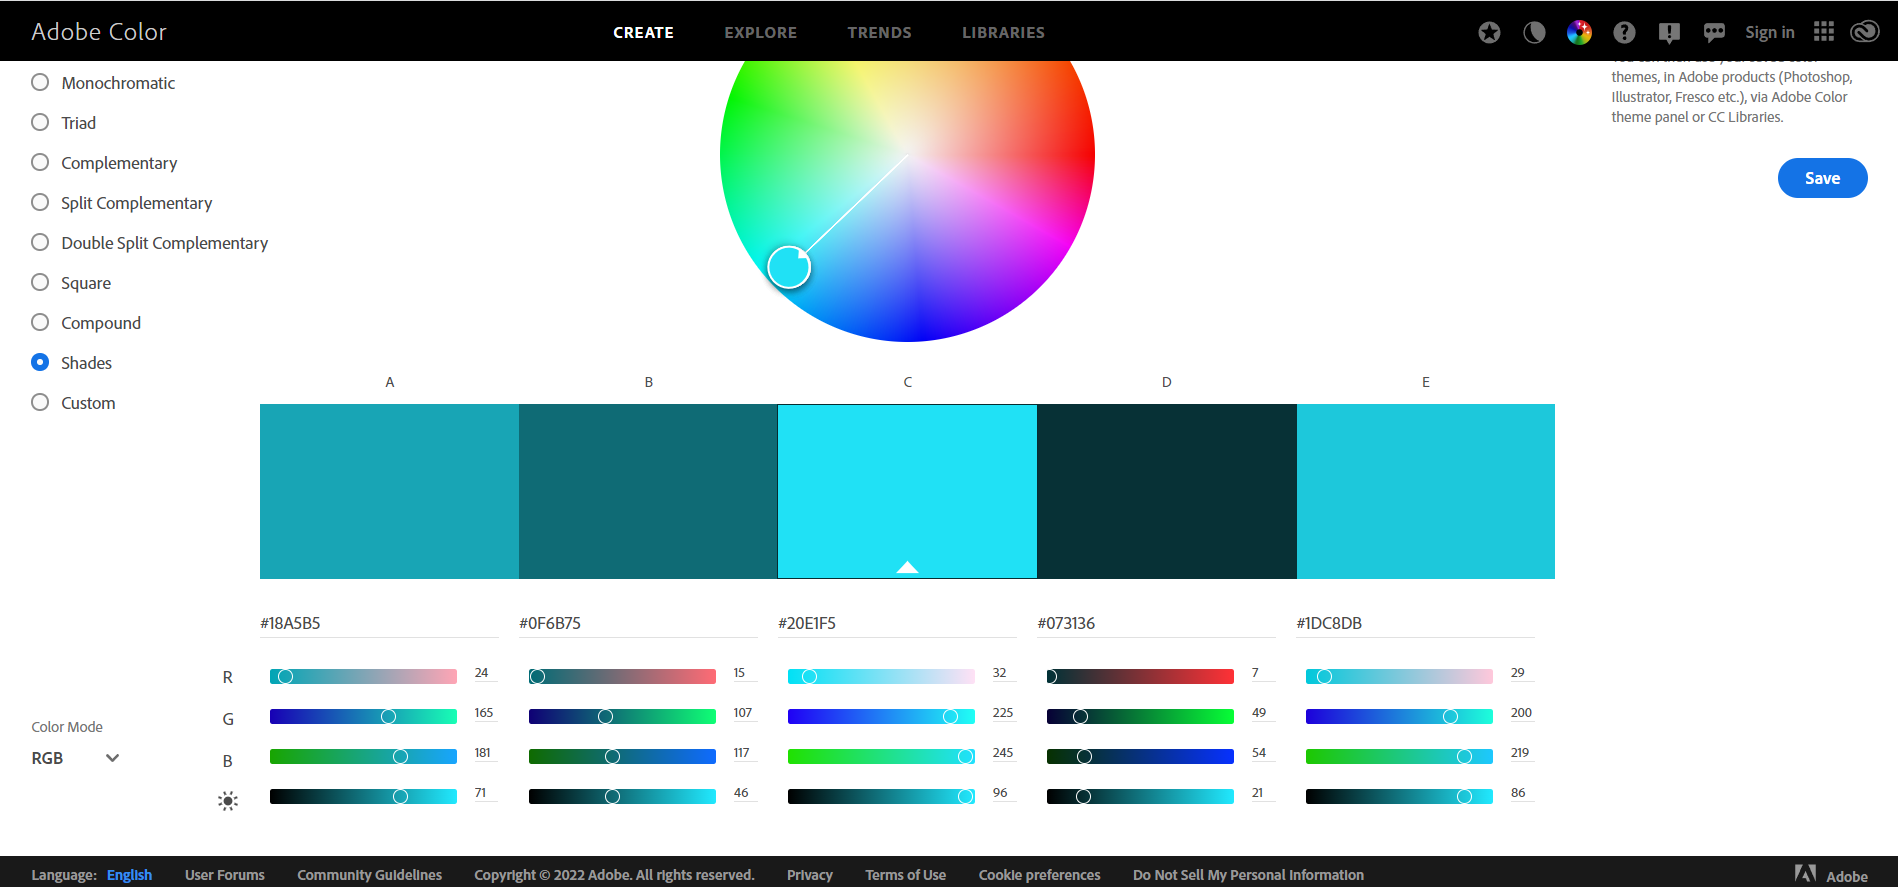 Adobe Color
CREATE
EXPLORE
TRENDS
LIBRARIES
Sign in
Monochromatic
Triad
Complementary
Split Complementary
Double Split Complementary
Square
Compound
Shades
Custom
themes, in Adobe products (Photoshop,
Illustrator, Fresco etc.), via Adobe Color
theme panel or CC Libraries.
Save
A B C D E
#18A5B5 #0F6B75 #20E1F5 #073136 #1DC8DB
R 24 15 32 7 29
G 165 107 225 49 200
B 181 117 245 54 219
71 46 96 21 86
Color Mode
RGB
Language: English User Forums Community Guidelines Copyright © 2022 Adobe. All rights reserved. Privacy Terms of Use Cookie preferences Do Not Sell My Personal Information Adobe